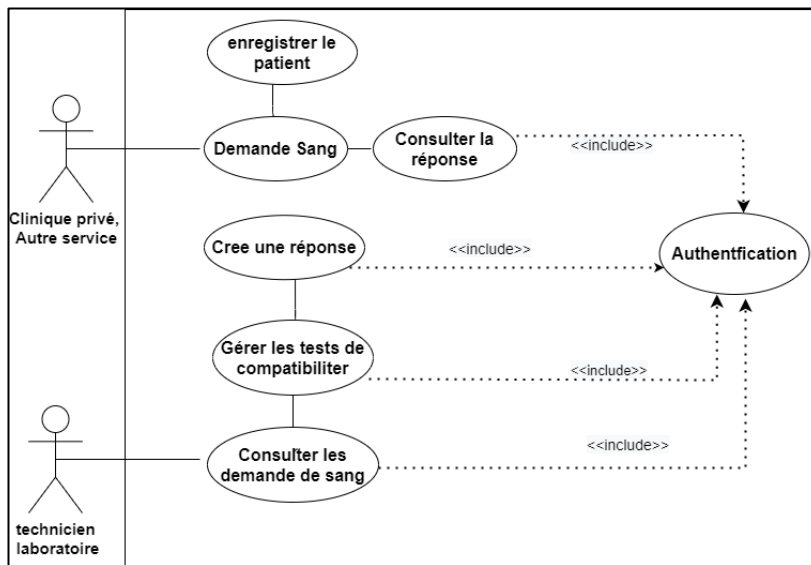 enregistrer le
patient
Demande Sang
Consulter la
réponse
<<include>>
Clinique privé,
Autre service
Cree une réponse
<<include>>
Authentfication
Gérer les tests de
compatibiliter
<<include>>
Consulter les
demande de sang
<<include>>
technicien
laboratoire